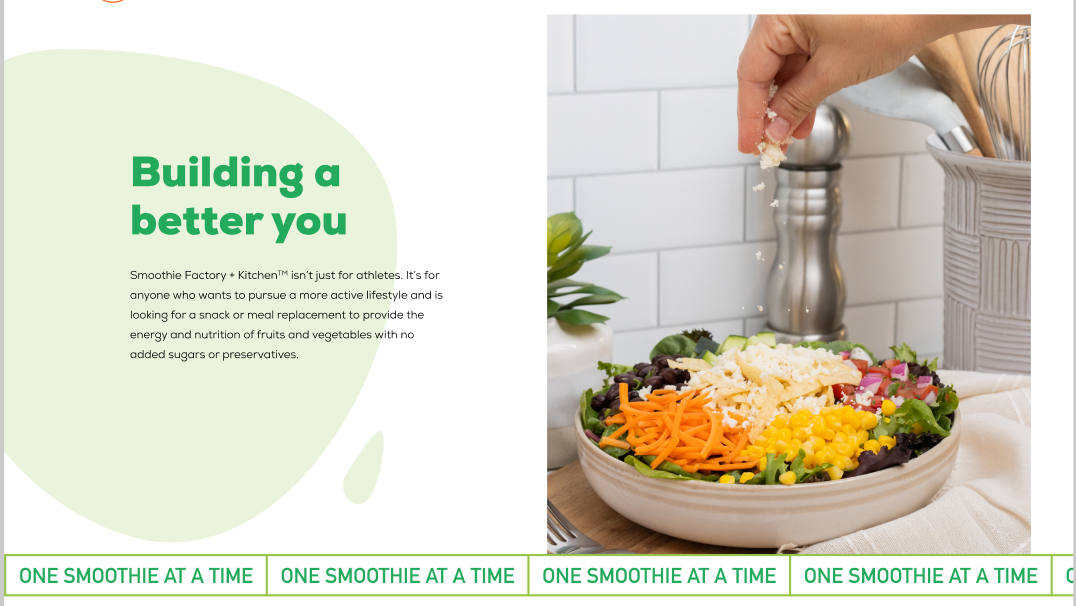 Building a
better you
Smoothie Factory + Kitchen™ isn't just for athletes. It's for
anyone who wants to pursue a more active lifestyle and is
looking for a snack or meal replacement to provide the
energy and nutrition of fruits and vegetables with no
added sugars or preservatives.
ONE SMOOTHIE AT A TIME ONE SMOOTHIE AT A TIME ONE SMOOTHIE AT A TIME ONE SMOOTHIE AT A TIME